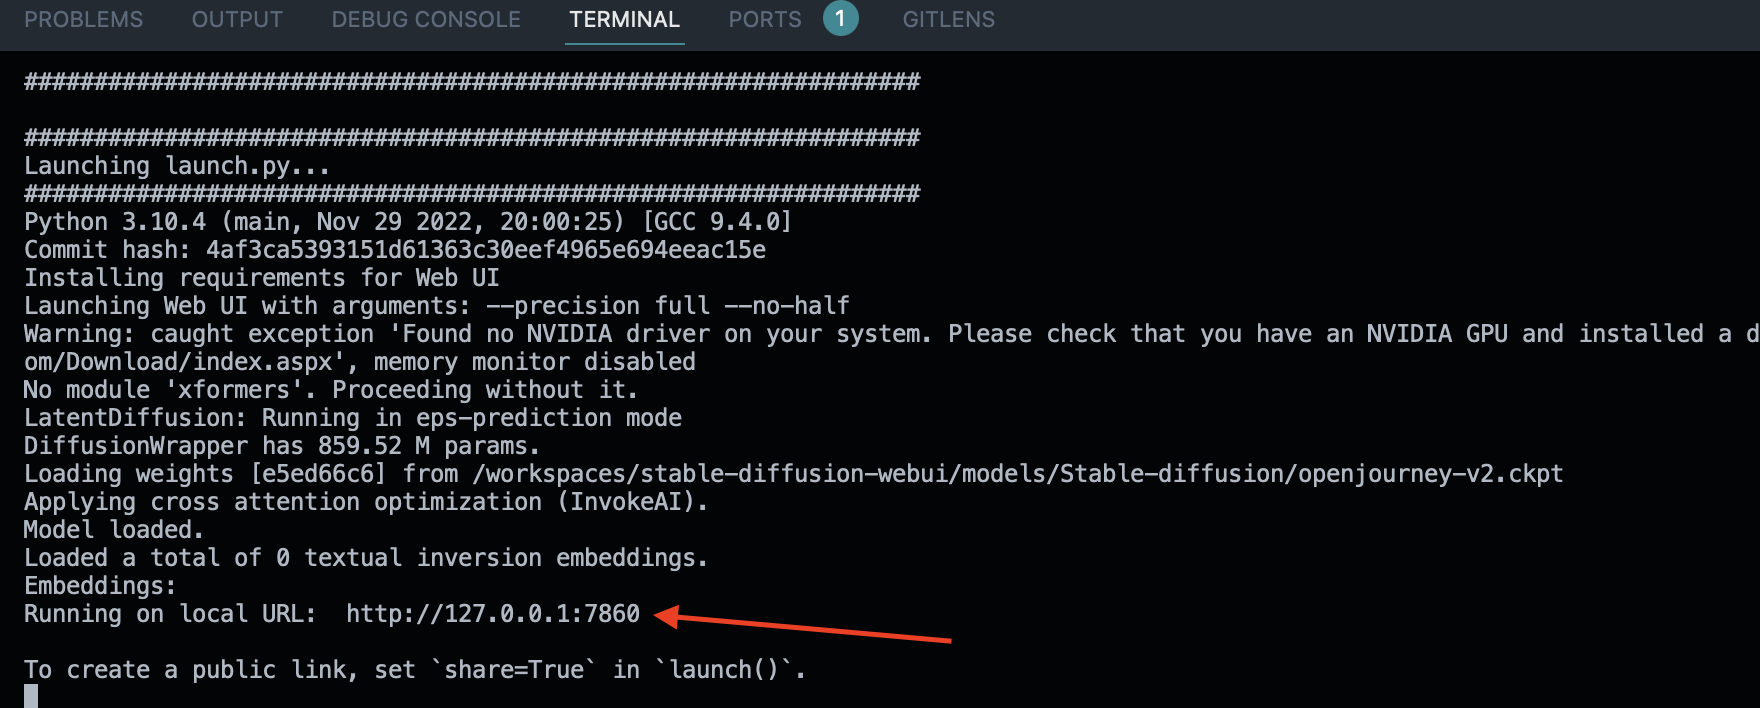 PROBLEMS OUTPUT DEBUG CONSOLE TERMINAL PORTS 1 GITLENS
################################################################
################################################################
Launching launch.py...
################################################################
Python 3.10.4 (main, Nov 29 2022, 20:00:25) [GCC 9.4.0]
Commit hash: 4af3ca5393151d61363c30eef4965e694eeac15e
Installing requirements for Web UI
Launching Web UI with arguments: --precision full --no-half
Warning: caught exception 'Found no NVIDIA driver on your system. Please check that you have an NVIDIA GPU and installed a d
om/Download/index.aspx', memory monitor disabled
No module 'xformers'. Proceeding without it.
LatentDiffusion: Running in eps-prediction mode
DiffusionWrapper has 859.52 M params.
Loading weights [e5ed66c6] from /workspaces/stable-diffusion-webui/models/Stable-diffusion/openjourney-v2.ckpt
Applying cross attention optimization (InvokeAI).
Model loaded.
Loaded a total of 0 textual inversion embeddings.
Embeddings:
Running on local URL:  http://127.0.0.1:7860
To create a public link, set `share=True` in `launch()`.